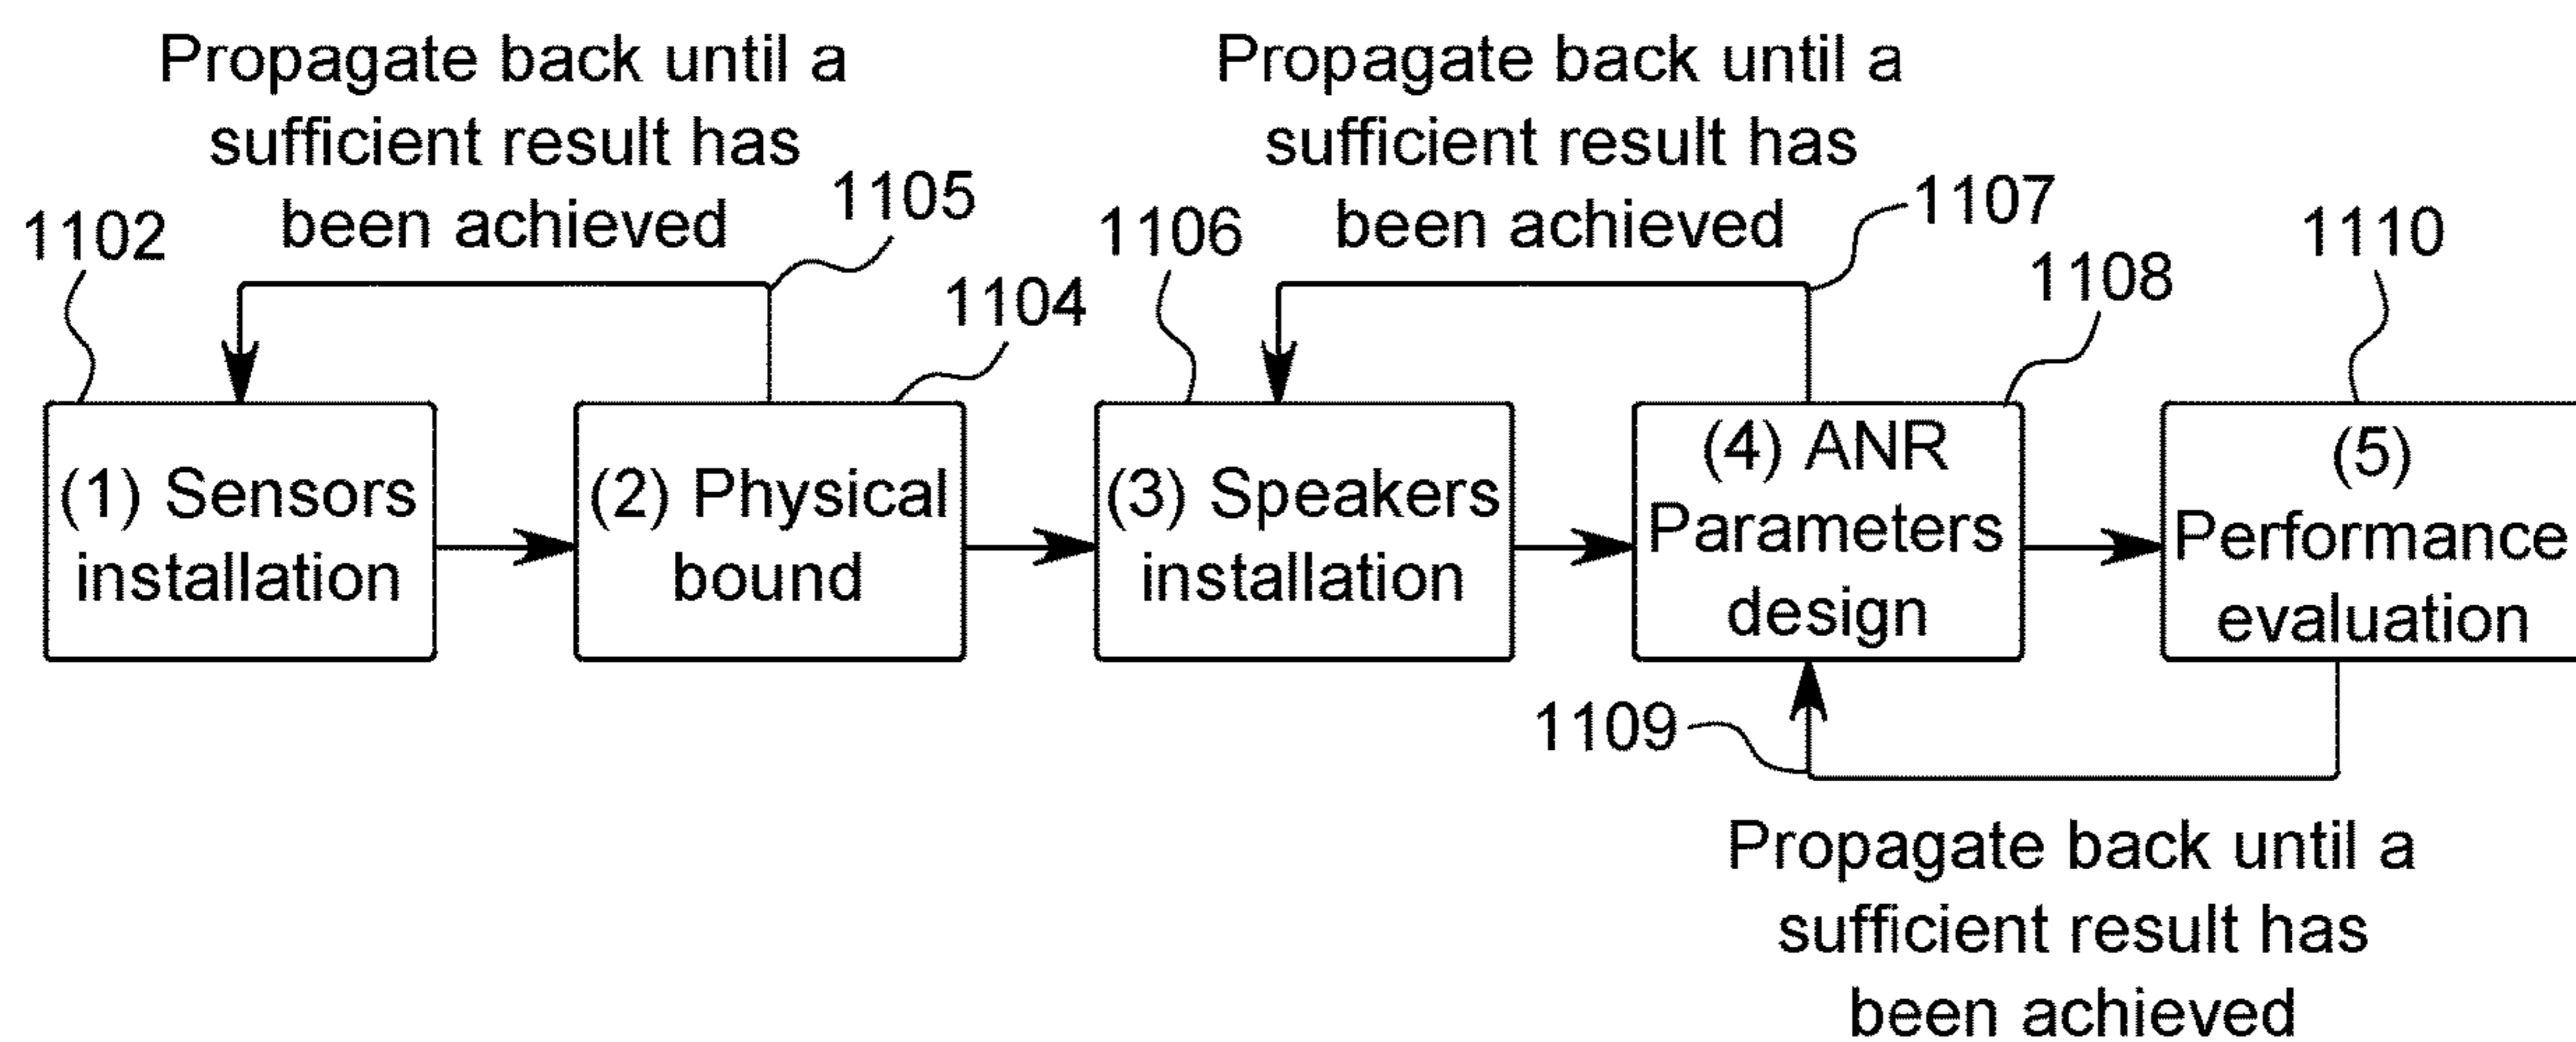 Propagate back until a
sufficient result has
been achieved
1105
1102
1104
(1) Sensors
installation
(2) Physical
bound
Propagate back until a
sufficient result has
been achieved
1107
1106
1108
1110
(3) Speakers
installation
(4) ANR
Parameters
design
(5)
Performance
evaluation
1109
Propagate back until a
sufficient result has
been achieved